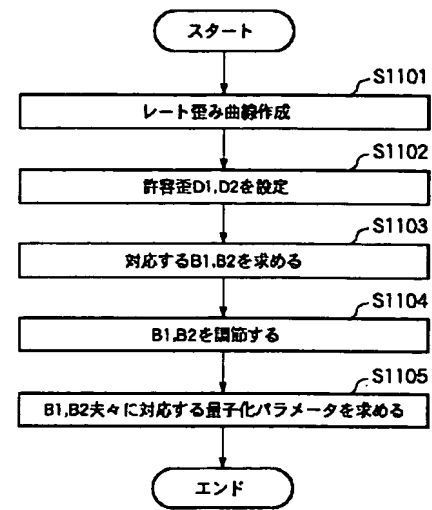 スタート
S1101
レート歪み曲線作成
S1102
許容歪D1,D2を設定
S1103
対応するB1,B2を求める
S1104
B1,B2を調節する
S1105
B1,B2夫々に対応する量子化パラメータを求める
エンド